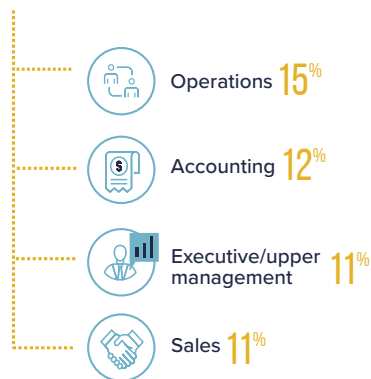 Operations 15%
$
Accounting 12%
Executive/upper
management 11%
Sales 11%